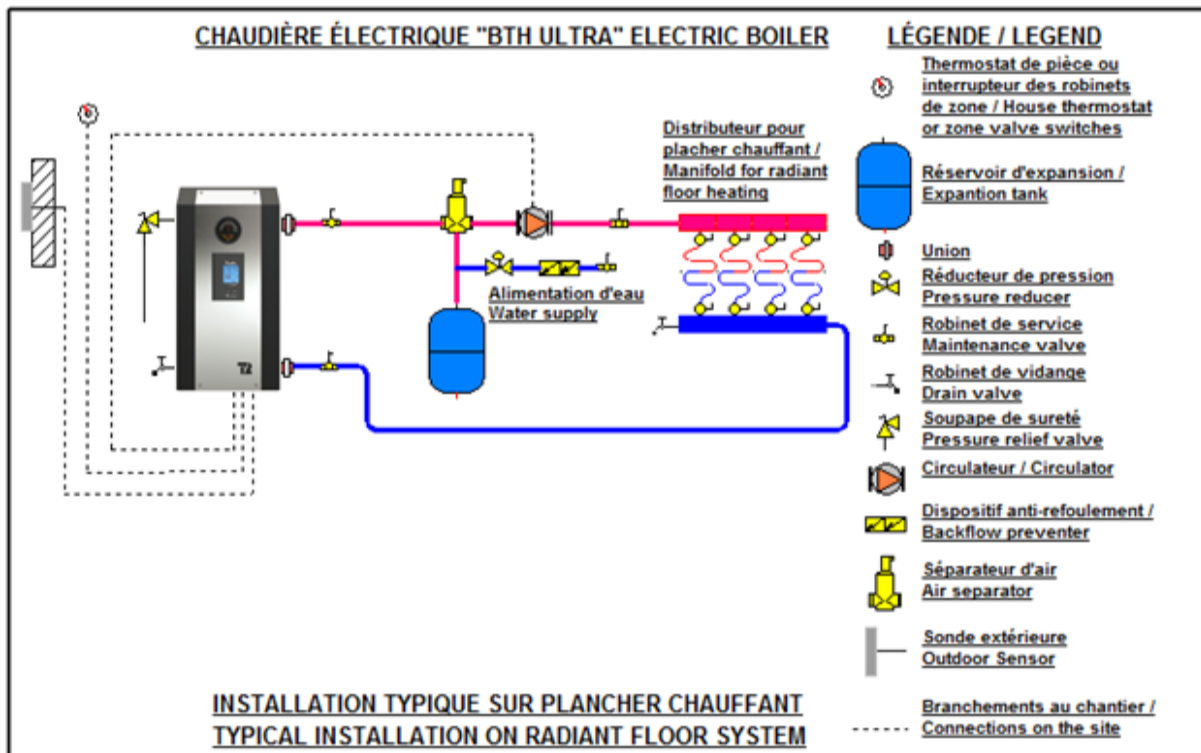 CHAUDIÈRE ÉLECTRIQUE "BTH ULTRA" ELECTRIC BOILER
LÉGENDE / LEGEND
Thermostat de pièce ou
interrupteur des robinets
de zone / House thermostat
or zone valve switches
Distributeur pour
placher chauffant /
Manifold for radiant
floor heating
Réservoir d'expansion /
Expantion tank
Union
Réducteur de pression
Pressure reducer
Alimentation d'eau
Water supply
Robinet de service
Maintenance valve
T2
Robinet de vidange
Drain valve
Soupape de sureté
Pressure relief valve
Circulateur / Circulator
Dispositif anti-refoulement /
Backflow preventer
Séparateur d'air
Air separator
Sonde extérieure
Outdoor Sensor
Branchements au chantier /
Connections on the site
INSTALLATION TYPIQUE SUR PLANCHER CHAUFFANT
TYPICAL INSTALLATION ON RADIANT FLOOR SYSTEM